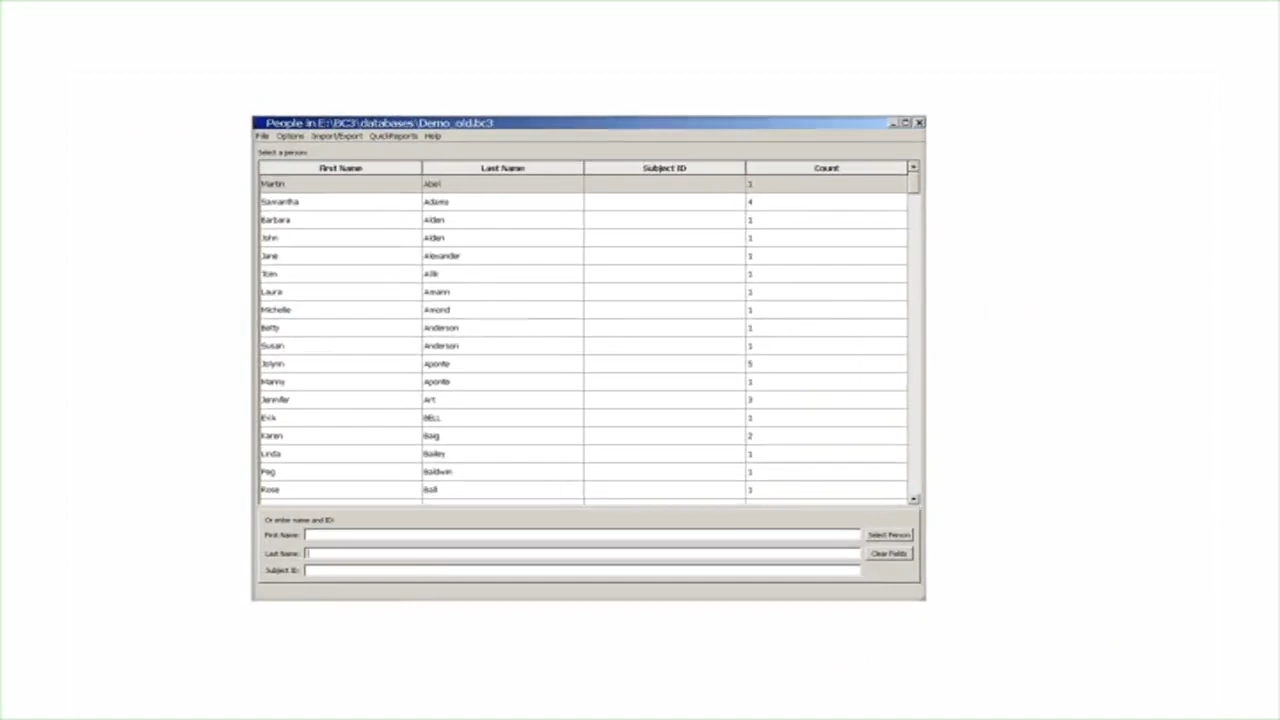 People in E:\BC3\databases\Demo_old.bc3
File Options Import/Export QuickReports Help
Select a person:
First Name Last Name Subject ID Count
Martin Abel 1
Samantha Adams 4
Barbara Alden 1
John Alden 1
Jane Alexander 1
Tom 1
Laura Amann 1
Michelle Amond 1
Betty Anderson 1
Susan Anderson 1
Jolynn Aponte 5
Manny Aponte 1
Jennifer Art 3
EVA BELL 1
Karen Baig 2
Linda Bailey 1
Peg Baldwin 1
Rose Ball 1
Or enter name and ID:
First Name: Select Person
Last Name: Clear Fields
Subject ID: